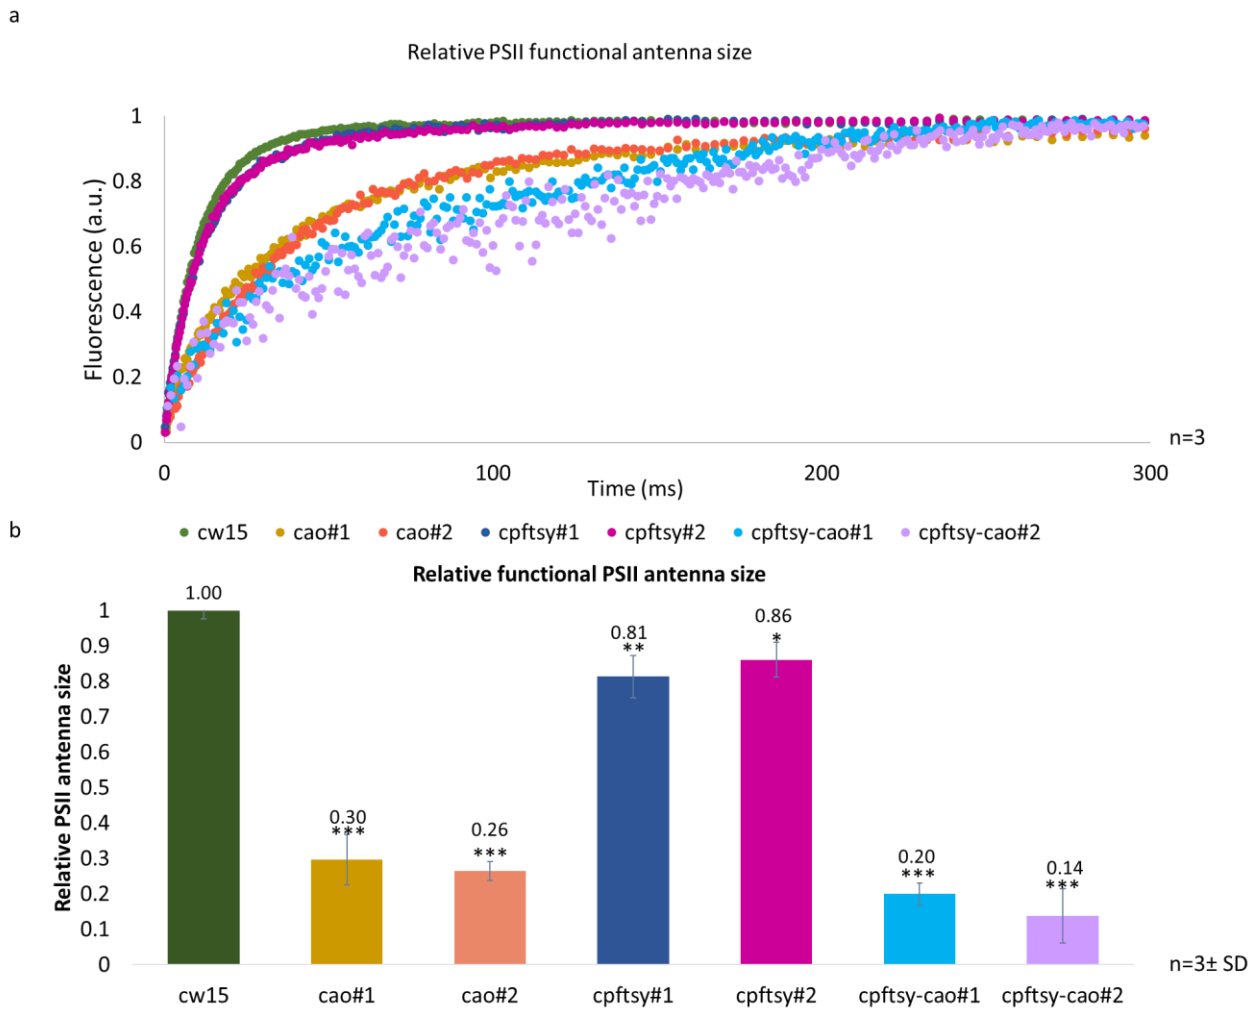 a
Relative PSII functional antenna size
1
0.8
0.6
0.4
0.2
0
Fluorescence (a.u.)
n=3
0 100 200 300
Time (ms)
cw15 cao#1 cao#2 cpftsy#1 cpftsy#2 cpftsy-cao#1 cpftsy-cao#2
b
Relative functional PSII antenna size
1
0.9
0.8
0.7
0.6
0.5
0.4
0.3
0.2
0.1
0
Relative PSII antenna size
1.00
0.30
***
0.26
***
0.81
**
0.86
*
0.20
***
0.14
***
n=3± SD
cw15 cao#1 cao#2 cpftsy#1 cpftsy#2 cpftsy-cao#1 cpftsy-cao#2